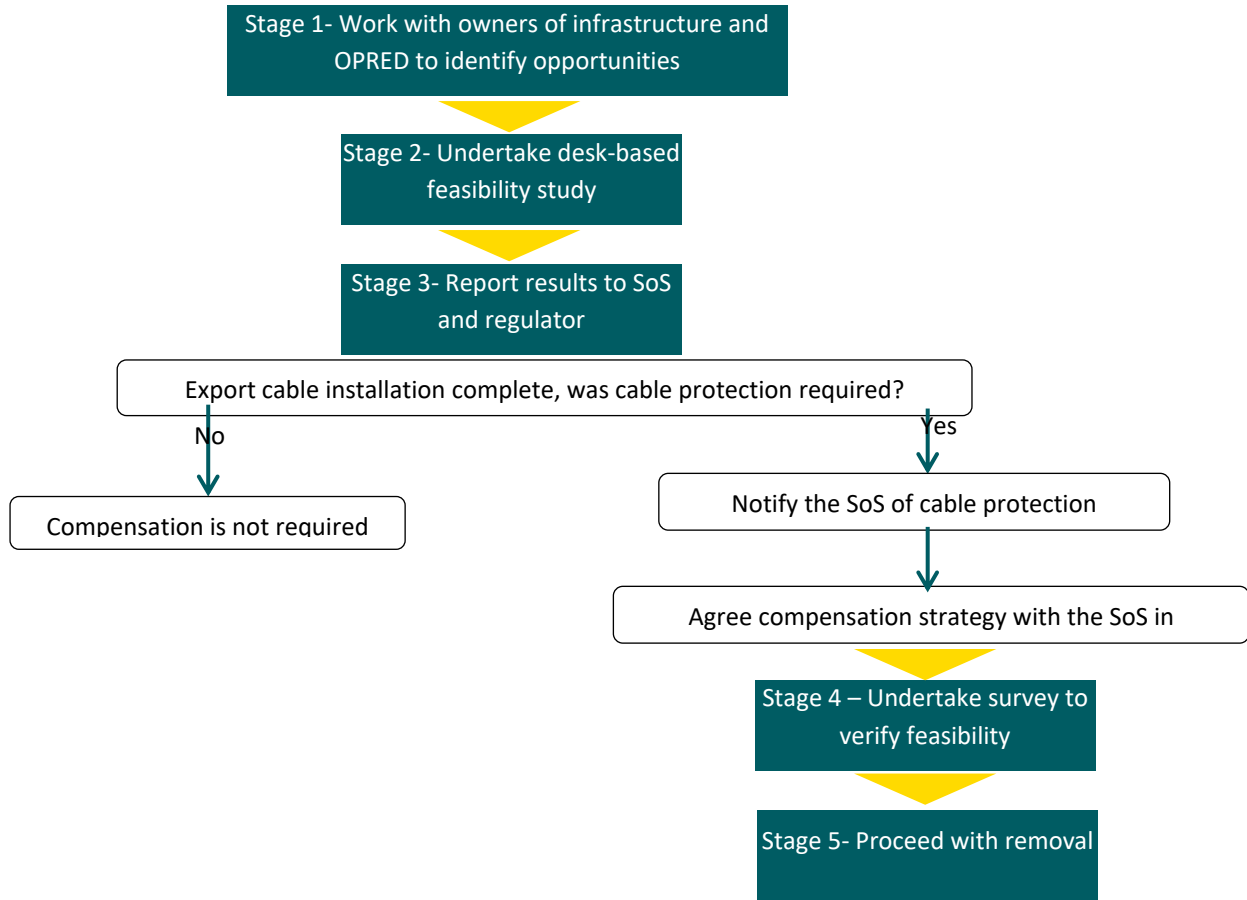 Stage 1- Work with owners of infrastructure and
OPRED to identify opportunities
Stage 2- Undertake desk-based
feasibility study
Stage 3- Report results to SoS
and regulator
Export cable installation complete, was cable protection required?
No
Yes
Compensation is not required
Notify the SoS of cable protection
Agree compensation strategy with the SoS in
Stage 4 – Undertake survey to
verify feasibility
Stage 5- Proceed with removal